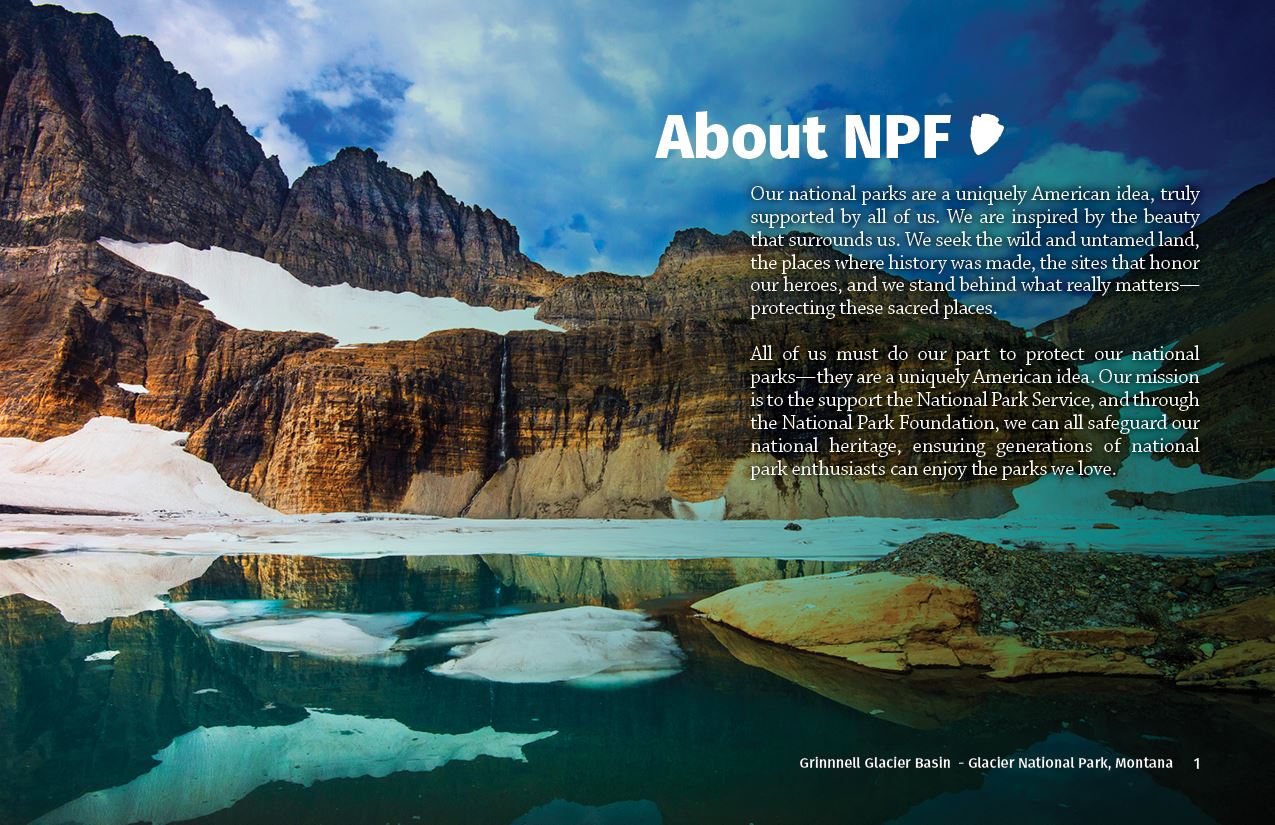 About NPF
Our national parks are a uniquely American idea, truly
supported by all of us. We are inspired by the beauty
that surrounds us. We seek the wild and untamed land,
the places where history was made, the sites that honor
our heroes, and we stand behind what really matters—
protecting these sacred places.
All of us must do our part to protect our national
parks—they are a uniquely American idea. Our mission
is to the support the National Park Service, and through
the National Park Foundation, we can all safeguard our
national heritage, ensuring generations of national
park enthusiasts can enjoy the parks we love.
Grinnnell Glacier Basin - Glacier National Park, Montana 1